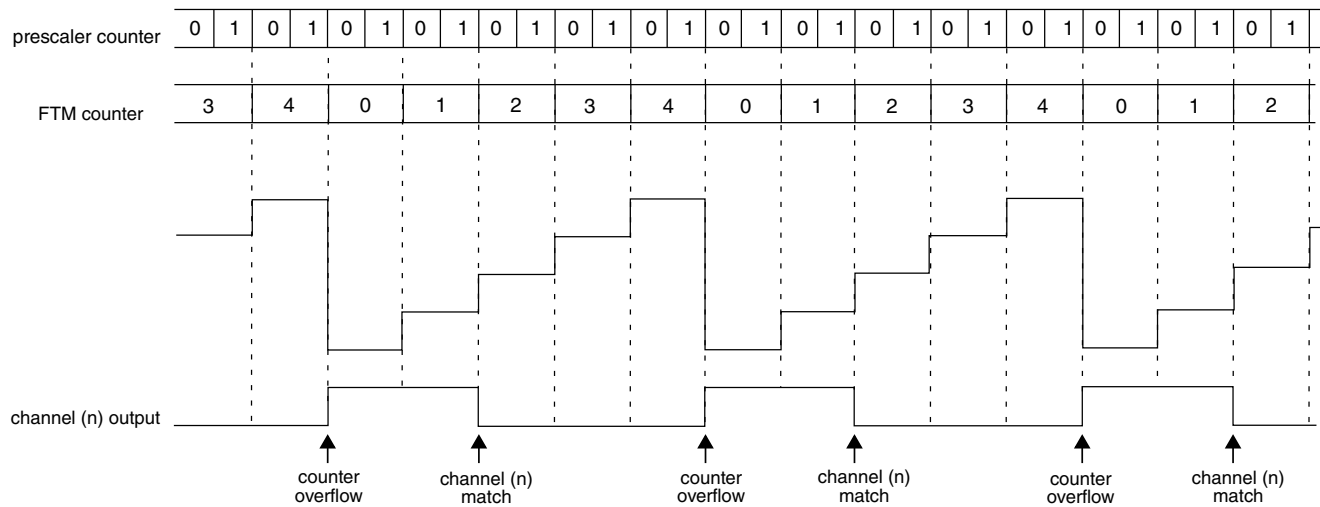 prescaler counter 0 1 0 1 0 1 0 1 0 1 0 1 0 1 0 1 0 1 0 1 0 1 0 1 0 1 0 1 0 1
FTM counter 3 4 0 1 2 3 4 0 1 2 3 4 0 1 2
channel (n) output
counter overflow
channel (n) match
counter overflow
channel (n) match
counter overflow
channel (n) match